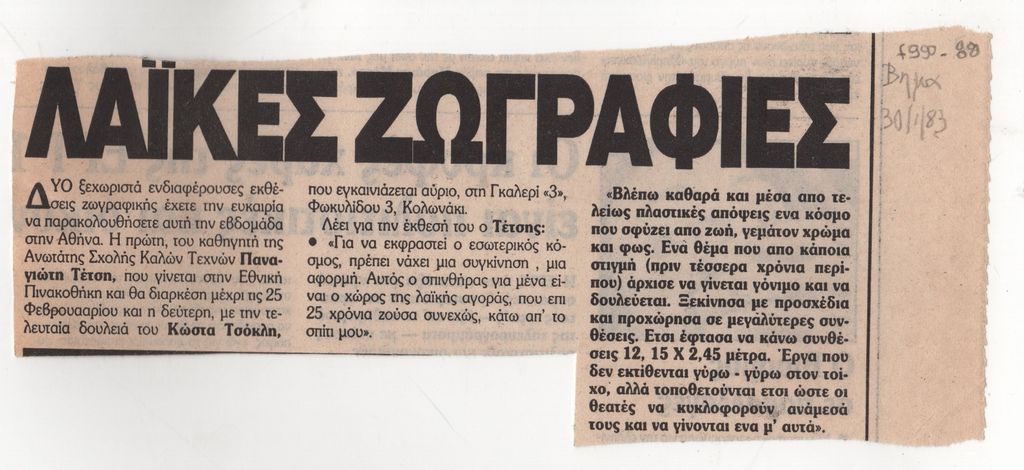 ΛΑΪΚΕΣ ΖΩΓΡΑΦΙΕΣ
ΔΥΟ ξεχωριστά ενδιαφέρουσες εκθέ-
σεις ζωγραφικής έχετε την ευκαιρία
να παρακολουθήσετε αυτή την εβδομάδα
στην Αθήνα. Η πρώτη, του καθηγητή της
Ανωτάτης Σχολής Καλών Τεχνών Πανα-
γιώτη Τέτση, που γίνεται στην Εθνική
Πινακοθήκη και θα διαρκέση μέχρι τις 25
Φεβρουααρίου και η δεύτερη, με την τε-
λευταία δουλειά του Κώστα Τσόκλη,
που εγκαινιάζεται αύριο, στη Γκαλερί «3»,
Φωκυλίδου 3, Κολωνάκι.
Λέει για την έκθεσή του ο Τέτσης:
● «Για να εκφραστεί ο εσωτερικός κό-
σμος, πρέπει νάχει μια συγκίνηση , μια
αφορμή. Αυτός ο σπινθήρας για μένα εί-
ναι ο χώρος της λαϊκής αγοράς, που επι
25 χρόνια ζούσα συνεχώς, κάτω απ' το
σπίτι μου».
«Βλέπω καθαρά και μέσα απο τε-
λείως πλαστικές απόψεις ενα κόσμο
που σφύζει απο ζωή, γεμάτον χρώμα
και φως. Ενα θέμα που απο κάποια
στιγμή (πριν τέσσερα χρόνια περί-
που) άρχισε να γίνεται γόνιμο και να
δουλεύεται. Ξεκίνησα με προσχέδια
και προχώρησα σε μεγαλύτερες συν-
θέσεις. Ετσι έφτασα να κάνω συνθέ-
σεις 12, 15 Χ 2,45 μέτρα. Έργα που
δεν εκτίθενται γύρω - γύρω στον τοί-
χο, αλλά τοποθετούνται ετσι ώστε οι
θεατές να κυκλοφορούν ανάμεσά
τους και να γίνονται ενα μ' αυτά».
Βημα
30/1/83